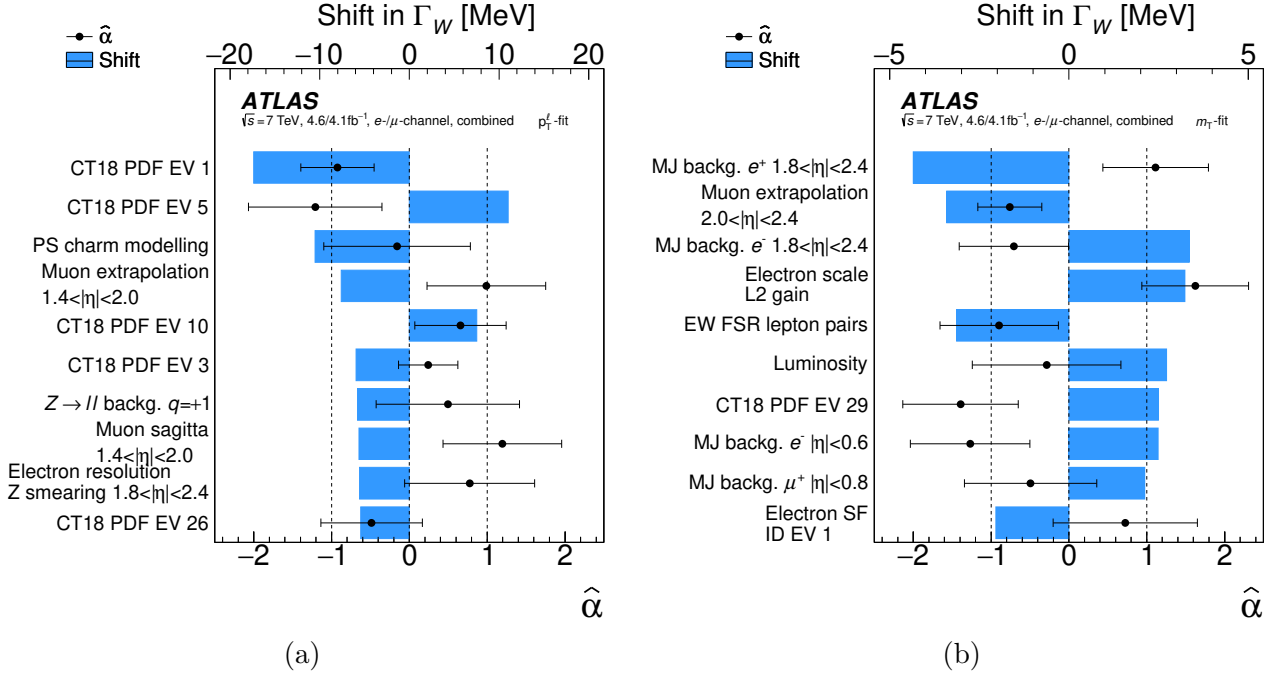 Shift in Γ_W [MeV]
α̂
Shift
−20 −10 0 10 20
ATLAS
√s = 7 TeV, 4.6/4.1fb⁻¹, e-/μ-channel, combined p_T^ℓ-fit
CT18 PDF EV 1
CT18 PDF EV 5
PS charm modelling
Muon extrapolation
1.4<|η|<2.0
CT18 PDF EV 10
CT18 PDF EV 3
Z → ll backg. q=+1
Muon sagitta
1.4<|η|<2.0
Electron resolution
Z smearing 1.8<|η|<2.4
CT18 PDF EV 26
−2 −1 0 1 2
α̂
(a)
Shift in Γ_W [MeV]
α̂
Shift
−5 0 5
ATLAS
√s = 7 TeV, 4.6/4.1fb⁻¹, e-/μ-channel, combined m_T-fit
MJ backg. e⁺ 1.8<|η|<2.4
Muon extrapolation
2.0<|η|<2.4
MJ backg. e⁻ 1.8<|η|<2.4
Electron scale
L2 gain
EW FSR lepton pairs
Luminosity
CT18 PDF EV 29
MJ backg. e⁻ |η|<0.6
MJ backg. μ⁺ |η|<0.8
Electron SF
ID EV 1
−2 −1 0 1 2
α̂
(b)